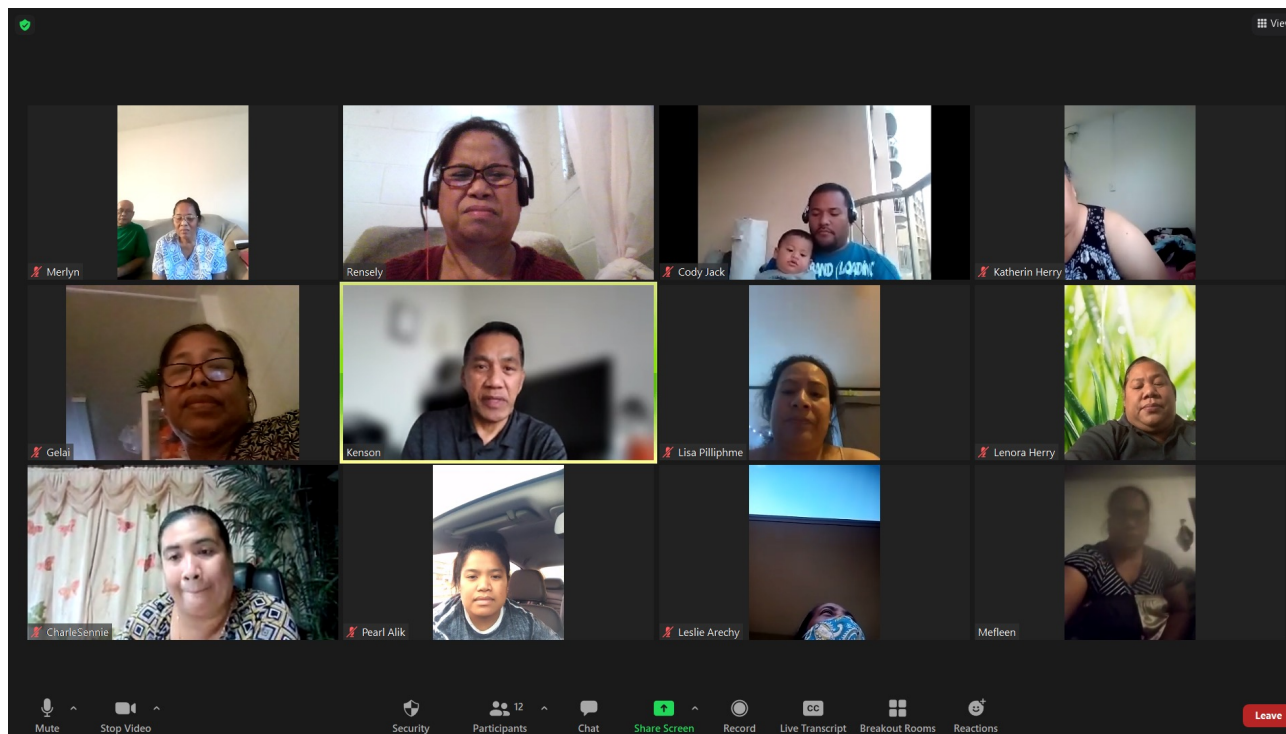 View
Merlyn
Rensely
Cody Jack
Katherin Herry
Gelai
Kenson
Lisa Pilliphme
Lenora Herry
CharleSennie
Pearl Alik
Leslie Arechy
Mefleen
Mute
Stop Video
Security
12
Participants
Chat
Share Screen
Record
CC
Live Transcript
Breakout Rooms
Reactions
Leave